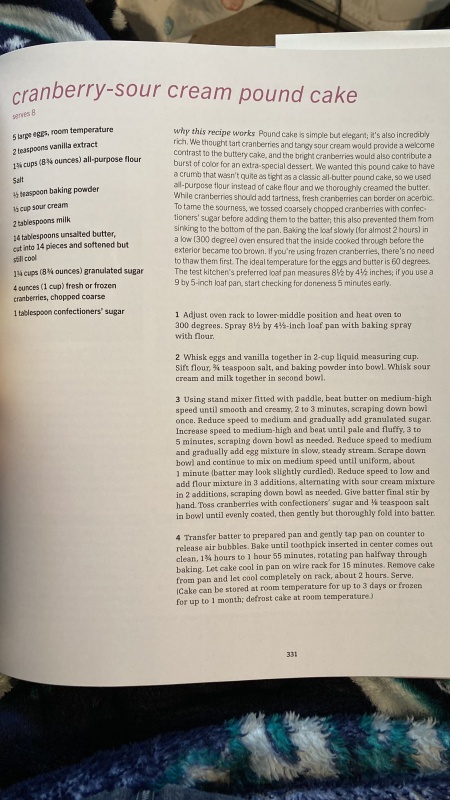 cranberry-sour cream pound cake
serves 8
5 large eggs, room temperature
2 teaspoons vanilla extract
1¾ cups (8¾ ounces) all-purpose flour
Salt
½ teaspoon baking powder
⅓ cup sour cream
2 tablespoons milk
14 tablespoons unsalted butter,
cut into 14 pieces and softened but
still cool
1¼ cups (8¾ ounces) granulated sugar
4 ounces (1 cup) fresh or frozen
cranberries, chopped coarse
1 tablespoon confectioners' sugar
why this recipe works Pound cake is simple but elegant; it's also incredibly
rich. We thought tart cranberries and tangy sour cream would provide a welcome
contrast to the buttery cake, and the bright cranberries would also contribute a
burst of color for an extra-special dessert. We wanted this pound cake to have
a crumb that wasn't quite as tight as a classic all-butter pound cake, so we used
all-purpose flour instead of cake flour and we thoroughly creamed the butter.
While cranberries should add tartness, fresh cranberries can border on acerbic.
To tame the sourness, we tossed coarsely chopped cranberries with confec-
tioners' sugar before adding them to the batter; this also prevented them from
sinking to the bottom of the pan. Baking the loaf slowly (for almost 2 hours) in
a low (300 degree) oven ensured that the inside cooked through before the
exterior became too brown. If you're using frozen cranberries, there's no need
to thaw them first. The ideal temperature for the eggs and butter is 60 degrees.
The test kitchen's preferred loaf pan measures 8½ by 4½ inches; if you use a
9 by 5-inch loaf pan, start checking for doneness 5 minutes early.
1 Adjust oven rack to lower-middle position and heat oven to
300 degrees. Spray 8½ by 4½-inch loaf pan with baking spray
with flour.
2 Whisk eggs and vanilla together in 2-cup liquid measuring cup.
Sift flour, ¾ teaspoon salt, and baking powder into bowl. Whisk sour
cream and milk together in second bowl.
3 Using stand mixer fitted with paddle, beat butter on medium-high
speed until smooth and creamy, 2 to 3 minutes, scraping down bowl
once. Reduce speed to medium and gradually add granulated sugar.
Increase speed to medium-high and beat until pale and fluffy, 3 to
5 minutes, scraping down bowl as needed. Reduce speed to medium
and gradually add egg mixture in slow, steady stream. Scrape down
bowl and continue to mix on medium speed until uniform, about
1 minute (batter may look slightly curdled). Reduce speed to low and
add flour mixture in 3 additions, alternating with sour cream mixture
in 2 additions, scraping down bowl as needed. Give batter final stir by
hand. Toss cranberries with confectioners' sugar and ⅛ teaspoon salt
in bowl until evenly coated, then gently but thoroughly fold into batter.
4 Transfer batter to prepared pan and gently tap pan on counter to
release air bubbles. Bake until toothpick inserted in center comes out
clean, 1¾ hours to 1 hour 55 minutes, rotating pan halfway through
baking. Let cake cool in pan on wire rack for 15 minutes. Remove cake
from pan and let cool completely on rack, about 2 hours. Serve.
(Cake can be stored at room temperature for up to 3 days or frozen
for up to 1 month; defrost cake at room temperature.)
331